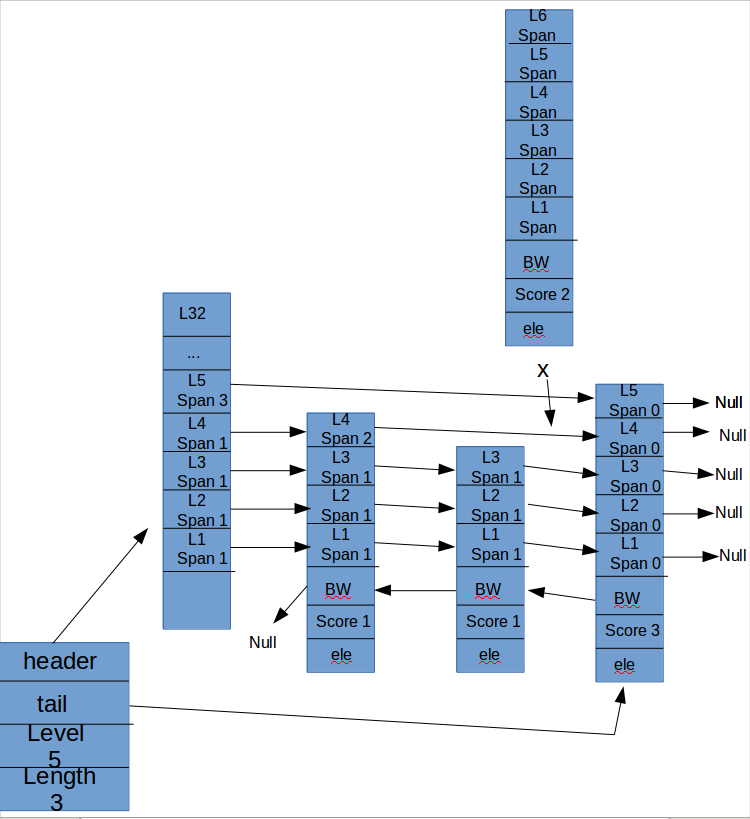 L6
Span
L5
Span
L4
Span
L3
Span
L2
Span
L1
Span
BW
Score 2
ele
X
L32
...
L5
Span 3
L4
Span 1
L3
Span 1
L2
Span 1
L1
Span 1
L4
Span 2
L3
Span 1
L2
Span 1
L1
Span 1
BW
Score 1
ele
Null
L3
Span 1
L2
Span 1
L1
Span 1
BW
Score 1
ele
L5
Span 0
L4
Span 0
L3
Span 0
L2
Span 0
L1
Span 0
BW
Score 3
ele
Null
Null
Null
Null
Null
header
tail
Level
5
Length
3